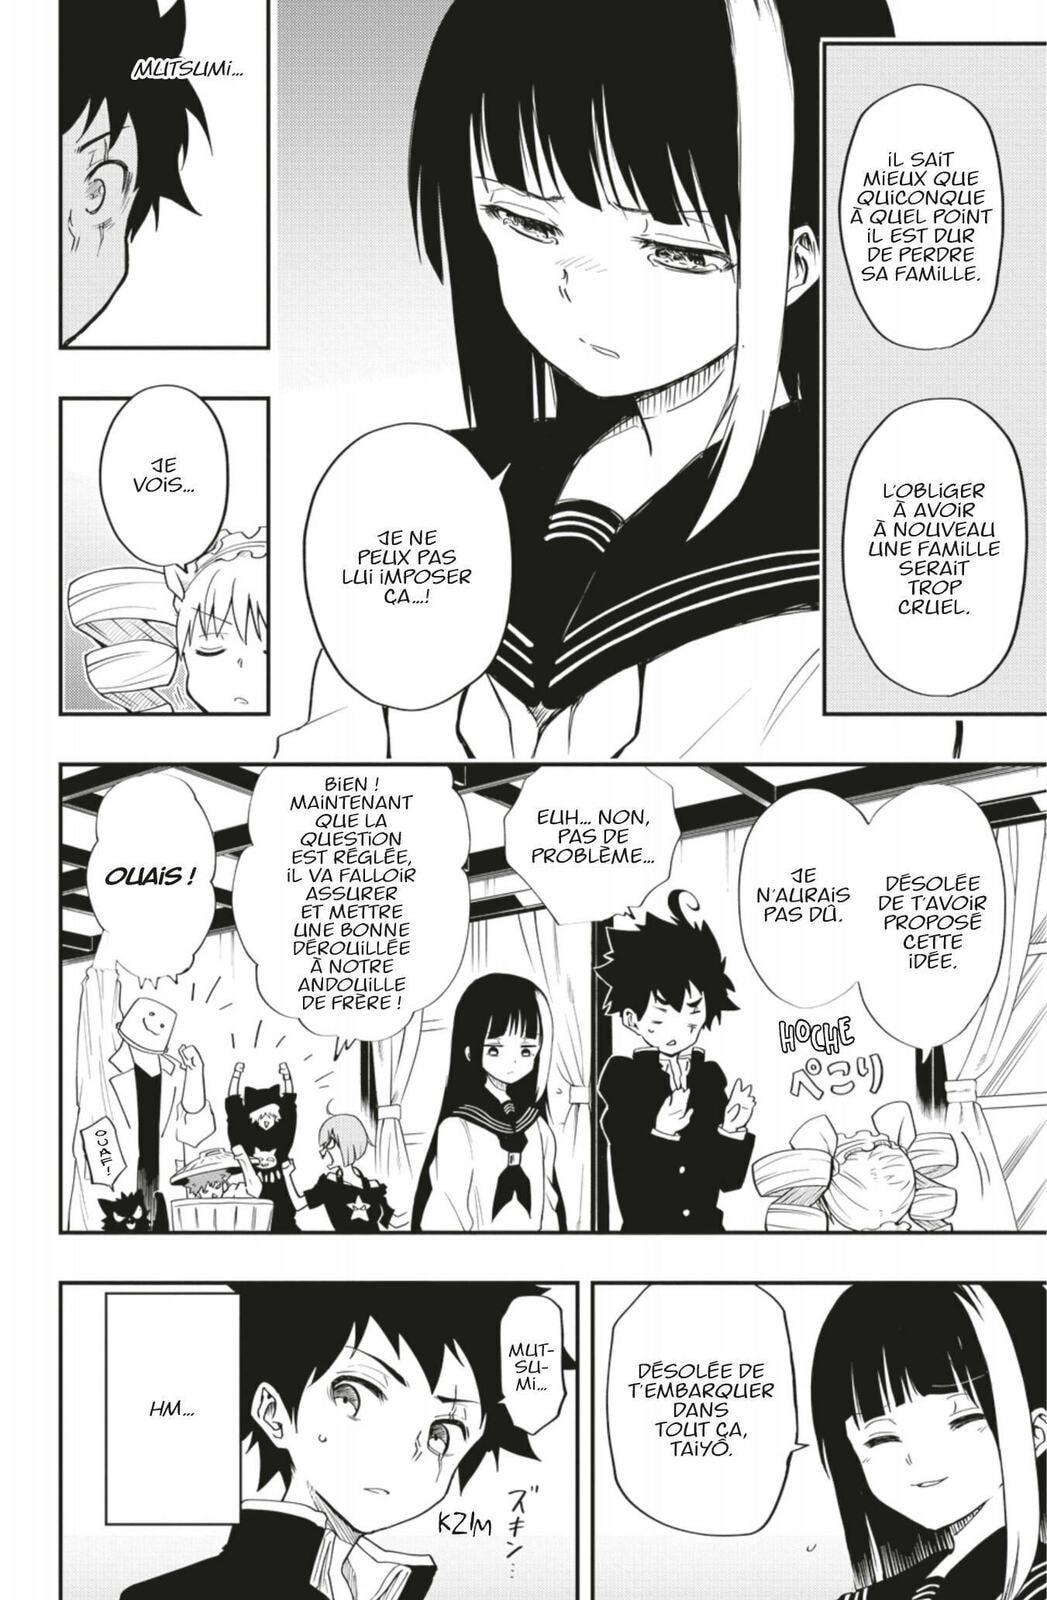 IL SAIT
MIEUX QUE
QUICONQUE
À QUEL POINT
IL EST DUR
DE PERDRE
SA FAMILLE.
L'OBLIGER
À AVOIR
À NOUVEAU
UNE FAMILLE
SERAIT
TROP
CRUEL.
JE NE
PEUX PAS
LUI IMPOSER
ÇA...!
MUTSUMI...
JE
VOIS...
DÉSOLÉE
DE T'AVOIR
PROPOSÉ
CETTE
IDÉE.
JE
N'AURAIS
PAS DÛ.
HOCHE
ペこり
EUH... NON,
PAS DE
PROBLÈME...
BIEN !
MAINTENANT
QUE LA
QUESTION
EST RÉGLÉE,
IL VA FALLOIR
ASSURER
ET METTRE
UNE BONNE
DÉROUILLÉE
À NOTRE
ANDOUILLE
DE FRÈRE !
OUAIS !
OUAF !
DÉSOLÉE DE
T'EMBARQUER
DANS
TOUT ÇA,
TAIYÔ.
MUT-
SU-
MI...
ズキン...
KZIM
HM...